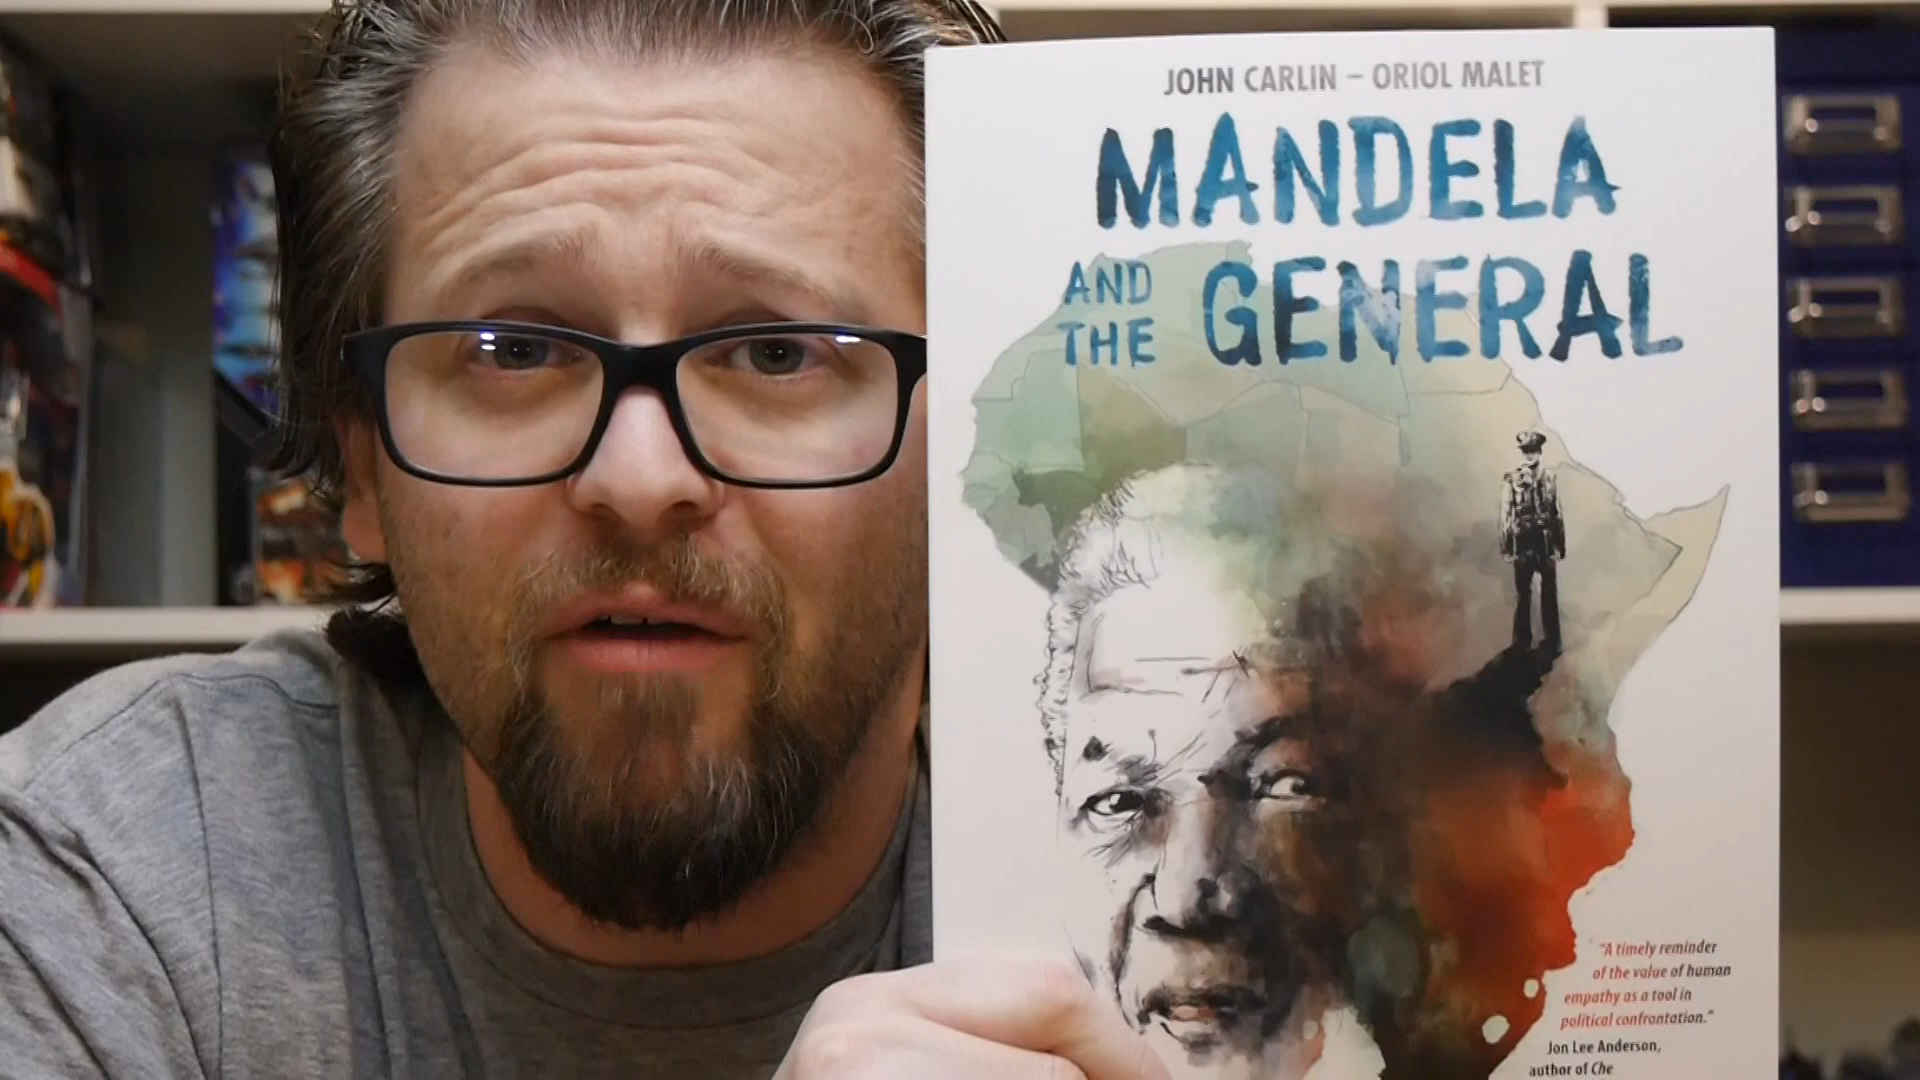 JOHN CARLIN – ORIOL MALET
MANDELA
AND THE GENERAL
"A timely reminder
of the value of human
empathy as a tool in
political confrontation."
Jon Lee Anderson,
author of Che